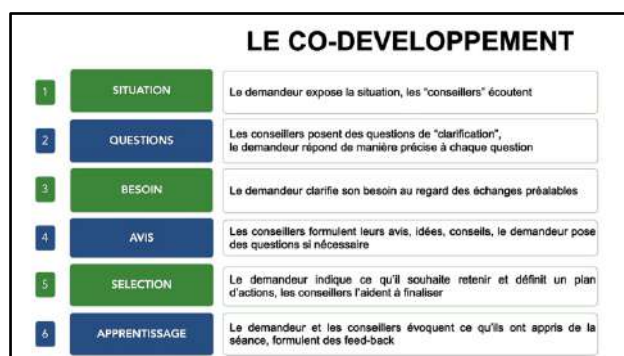 LE CO-DEVELOPPEMENT
1
SITUATION
Le demandeur expose la situation, les "conseillers" écoutent
2
QUESTIONS
Les conseillers posent des questions de "clarification",
le demandeur répond de manière précise à chaque question
3
BESOIN
Le demandeur clarifie son besoin au regard des échanges préalables
4
AVIS
Les conseillers formulent leurs avis, idées, conseils, le demandeur pose
des questions si nécessaire
5
SELECTION
Le demandeur indique ce qu'il souhaite retenir et définit un plan
d'actions, les conseillers l'aident à finaliser
6
APPRENTISSAGE
Le demandeur et les conseillers évoquent ce qu'ils ont appris de la
séance, formulent des feed-back